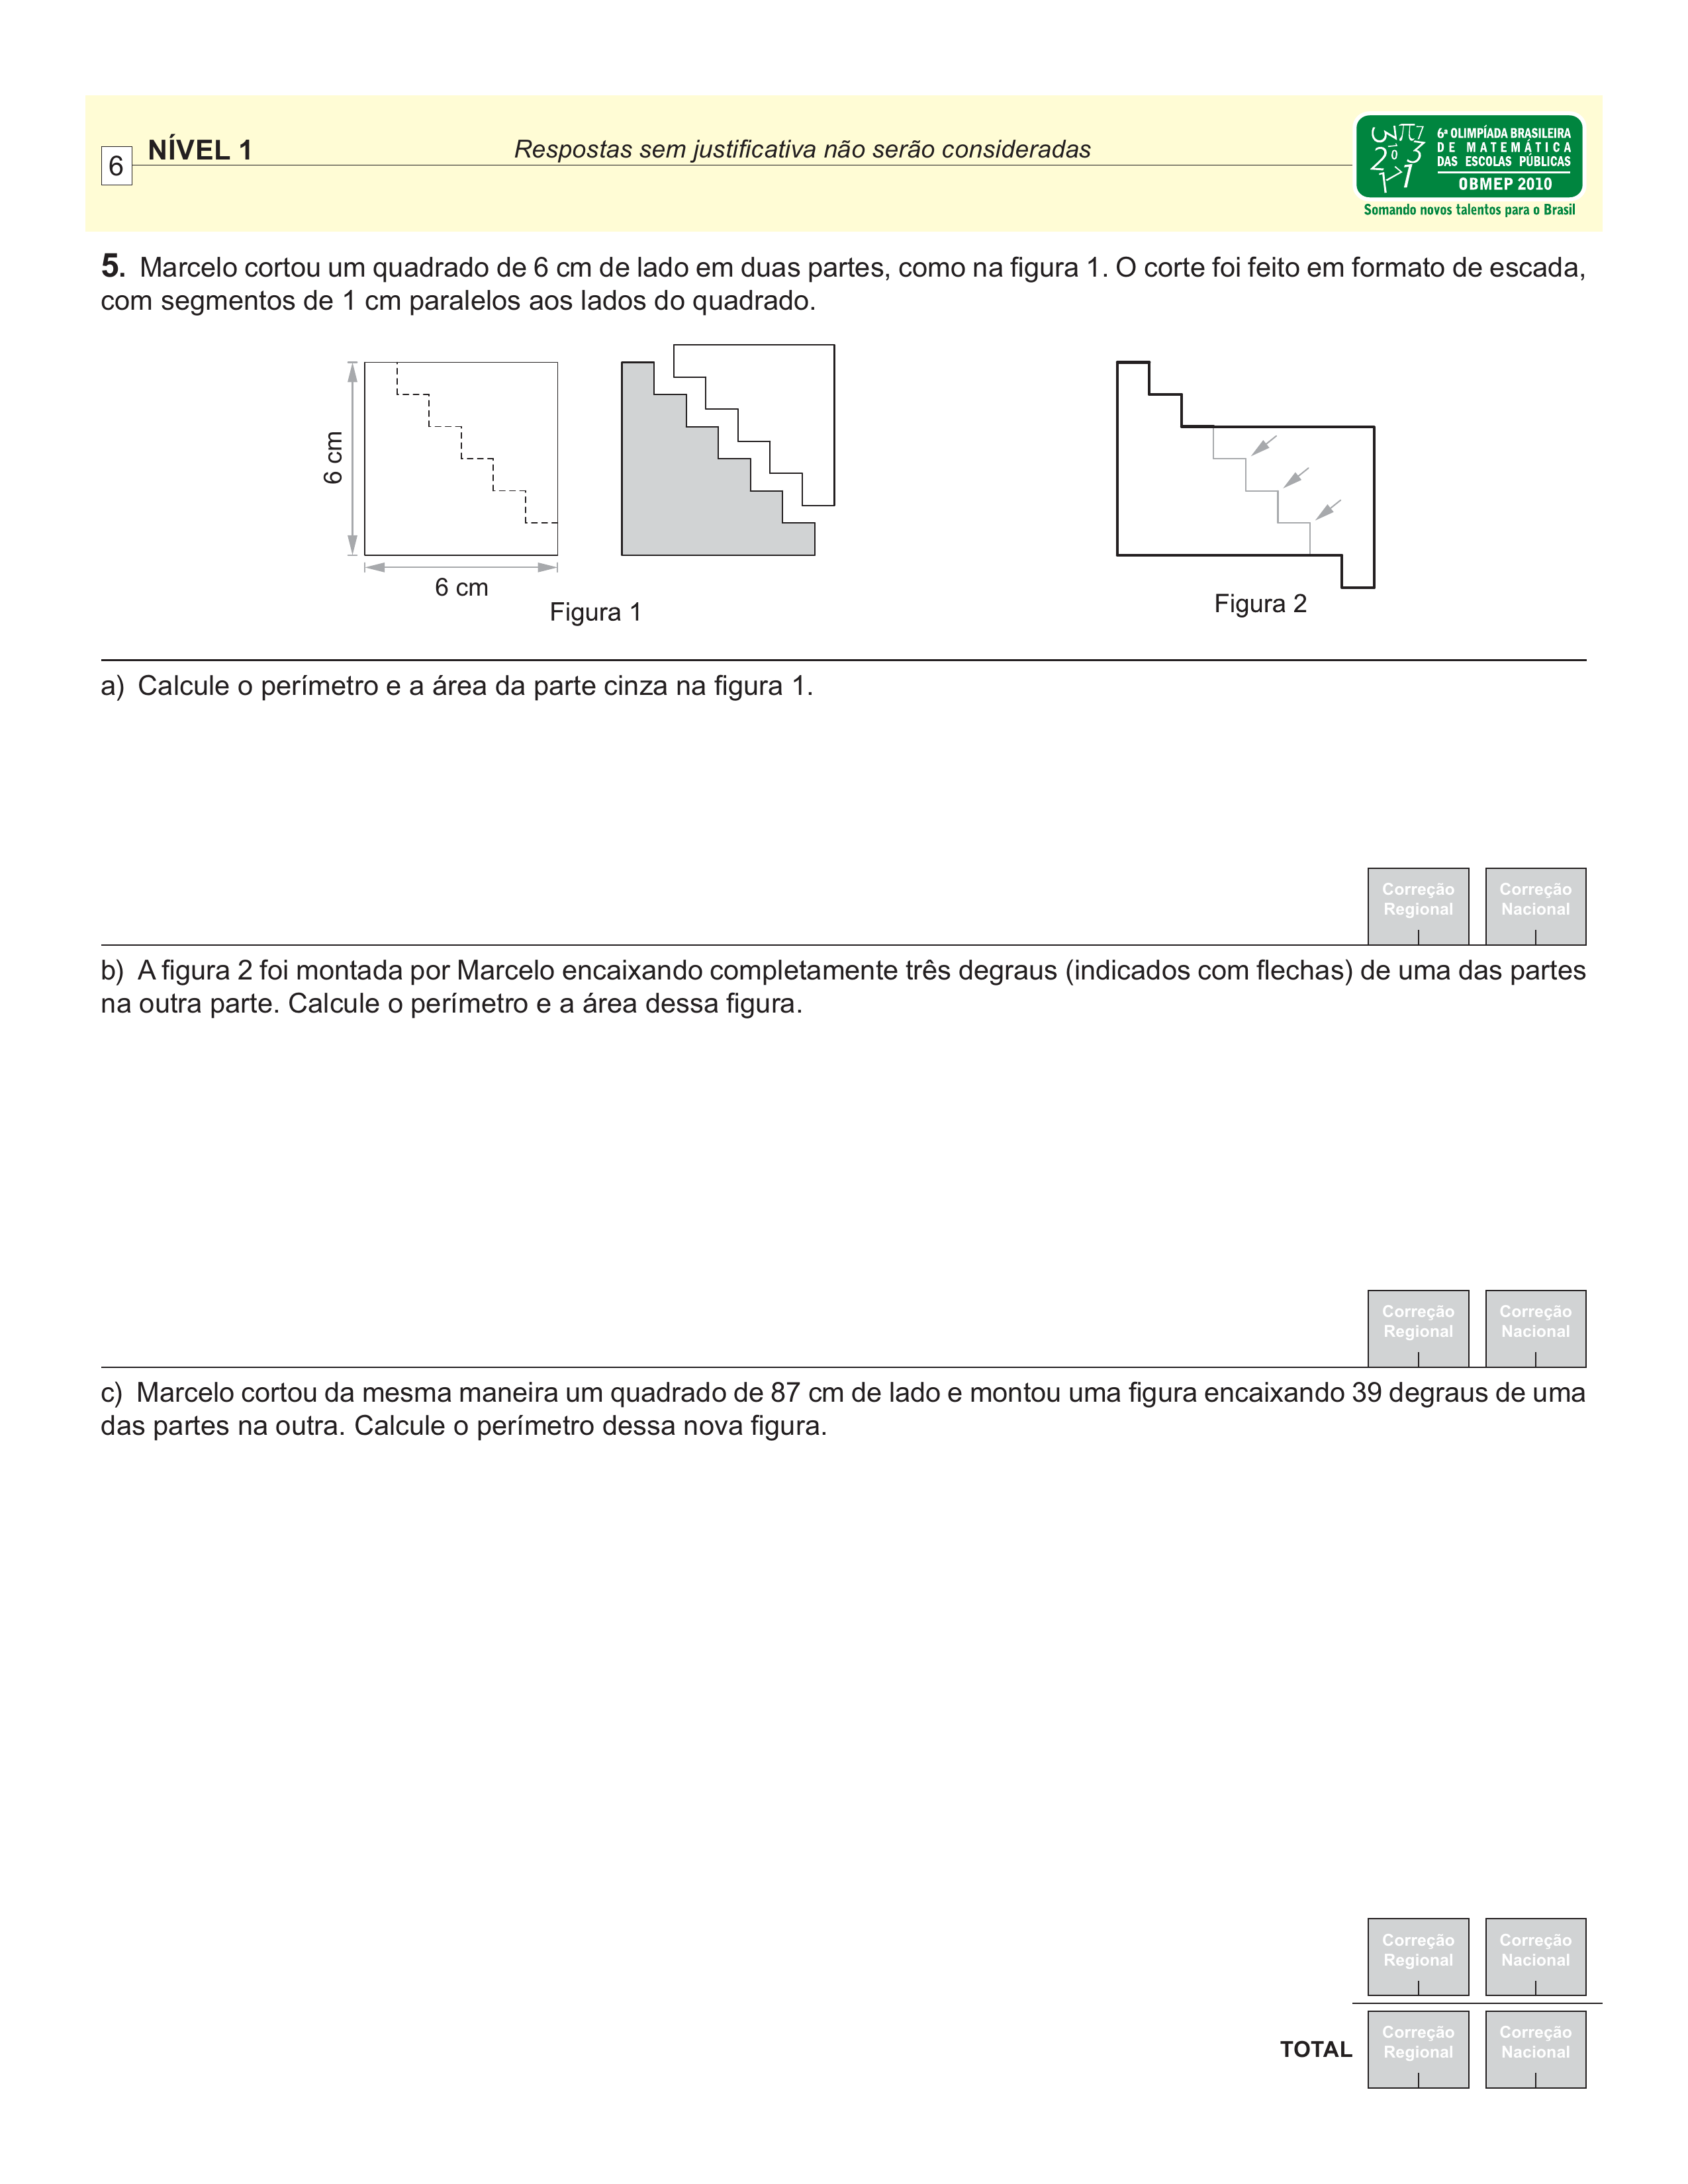 6
NÍVEL 1
Respostas sem justificativa não serão consideradas
6ª OLIMPÍADA BRASILEIRA
DE MATEMÁTICA
DAS ESCOLAS PÚBLICAS
OBMEP 2010
Somando novos talentos para o Brasil
5. Marcelo cortou um quadrado de 6 cm de lado em duas partes, como na figura 1. O corte foi feito em formato de escada,
com segmentos de 1 cm paralelos aos lados do quadrado.
6 cm
6 cm
Figura 1
Figura 2
a) Calcule o perímetro e a área da parte cinza na figura 1.
Correção
Regional
Correção
Nacional
b) A figura 2 foi montada por Marcelo encaixando completamente três degraus (indicados com flechas) de uma das partes
na outra parte. Calcule o perímetro e a área dessa figura.
Correção
Regional
Correção
Nacional
c) Marcelo cortou da mesma maneira um quadrado de 87 cm de lado e montou uma figura encaixando 39 degraus de uma
das partes na outra. Calcule o perímetro dessa nova figura.
Correção
Regional
Correção
Nacional
TOTAL
Correção
Regional
Correção
Nacional